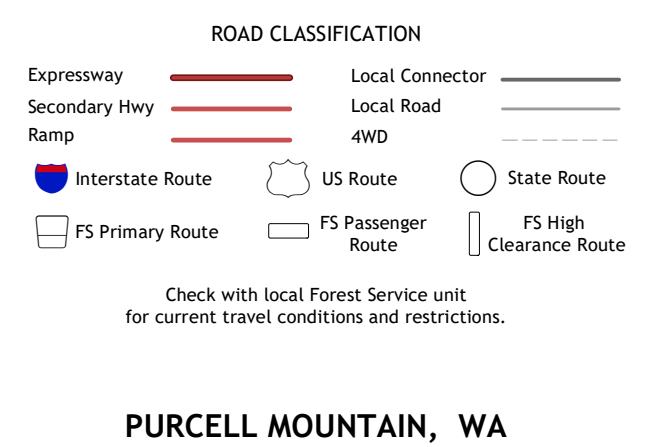 ROAD CLASSIFICATION
Expressway
Local Connector
Secondary Hwy
Local Road
Ramp
4WD
Interstate Route
US Route
State Route
FS Primary Route
FS Passenger
Route
FS High
Clearance Route
Check with local Forest Service unit
for current travel conditions and restrictions.
PURCELL MOUNTAIN, WA